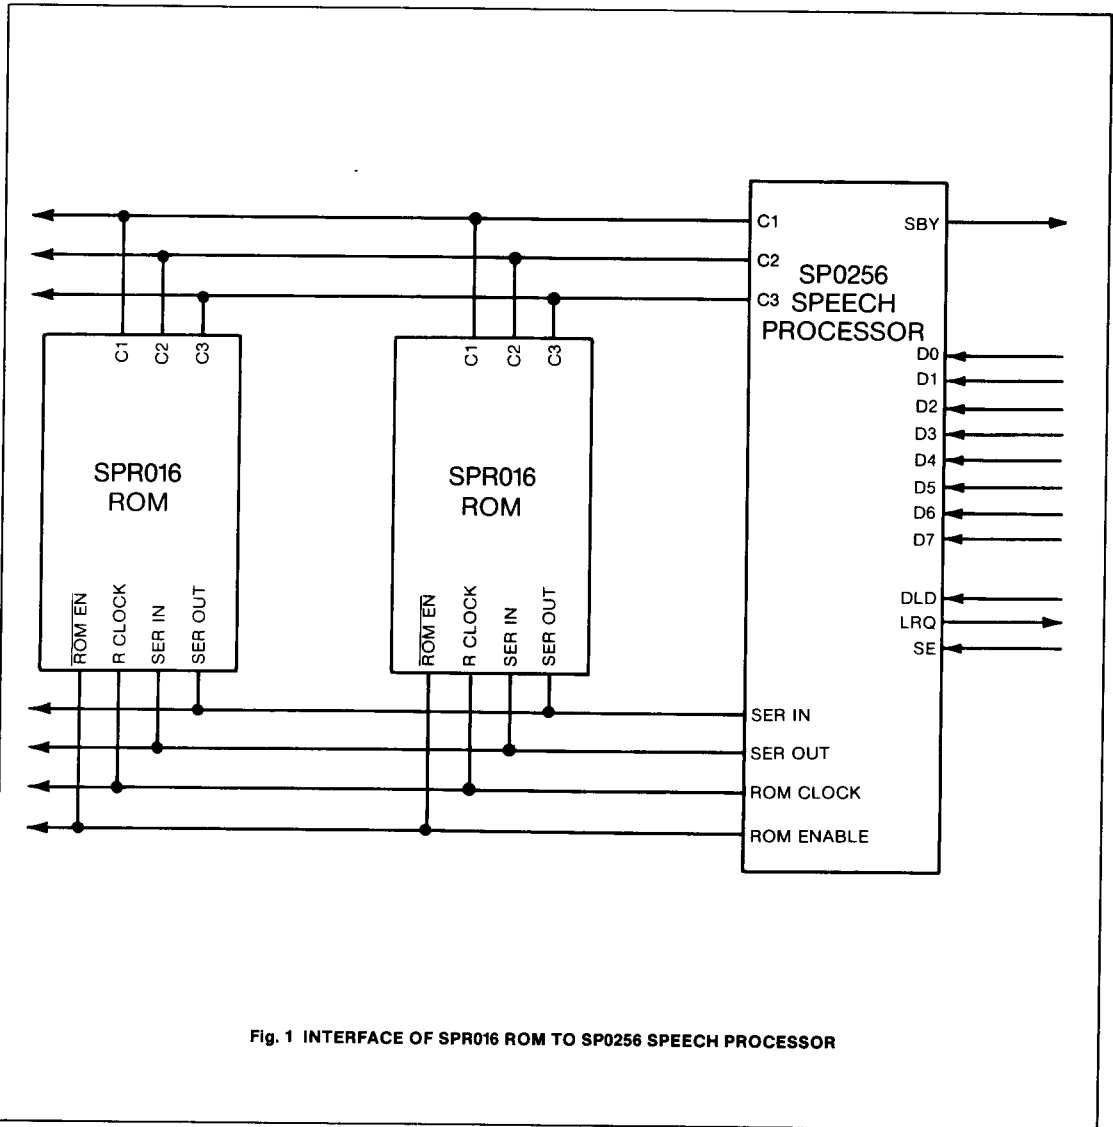 C1
SBY
C2
SP0256
C3
SPEECH
PROCESSOR
C1
C2
C3
C1
C2
C3
D0
D1
D2
D3
D4
D5
D6
D7
SPR016
ROM
SPR016
ROM
ROM EN
R CLOCK
SER IN
SER OUT
ROM EN
R CLOCK
SER IN
SER OUT
DLD
LRQ
SE
SER IN
SER OUT
ROM CLOCK
ROM ENABLE
Fig. 1 INTERFACE OF SPR016 ROM TO SP0256 SPEECH PROCESSOR